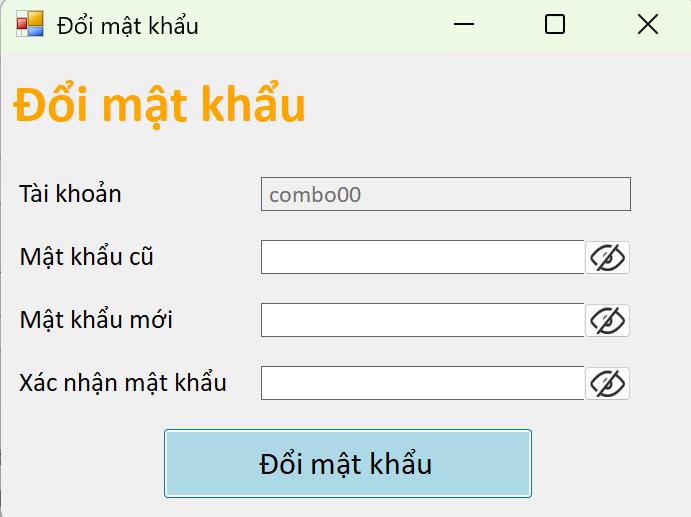 Đổi mật khẩu
Đổi mật khẩu
Tài khoản combo00
Mật khẩu cũ
Mật khẩu mới
Xác nhận mật khẩu
Đổi mật khẩu